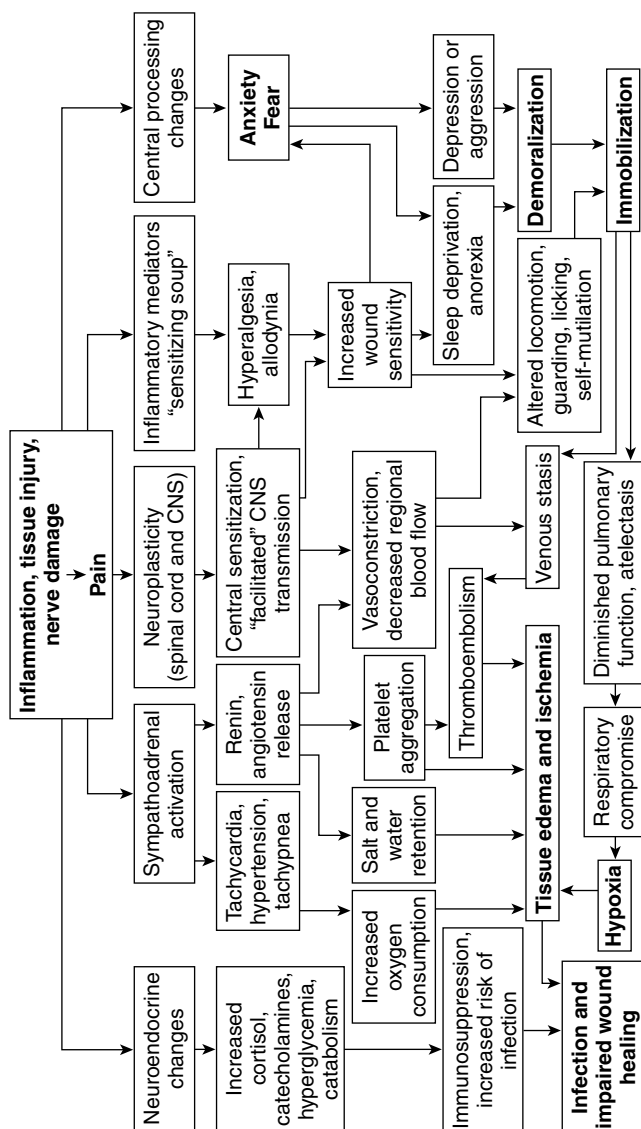 Inflammation, tissue injury,
nerve damage
Pain
Neuroendocrine
changes
Sympathoadrenal
activation
Neuroplasticity
(spinal cord and CNS)
Inflammatory mediators
“sensitizing soup”
Central processing
changes
Increased
cortisol,
catecholamines,
hyperglycemia,
catabolism
Tachycardia,
hypertension,
tachypnea
Renin,
angiotensin
release
Central sensitization,
“facilitated” CNS
transmission
Hyperalgesia,
allodynia
Anxiety
Fear
Increased
oxygen
consumption
Salt and
water
retention
Platelet
aggregation
Vasoconstriction,
decreased regional
blood flow
Increased
wound
sensitivity
Immunosuppression,
increased risk of
infection
Thromboembolism
Sleep deprivation,
anorexia
Depression or
aggression
Tissue edema and ischemia
Venous stasis
Altered locomotion,
guarding, licking,
self-mutilation
Demoralization
Infection and
impaired wound
healing
Hypoxia
Respiratory
compromise
Diminished pulmonary
function, atelectasis
Immobilization